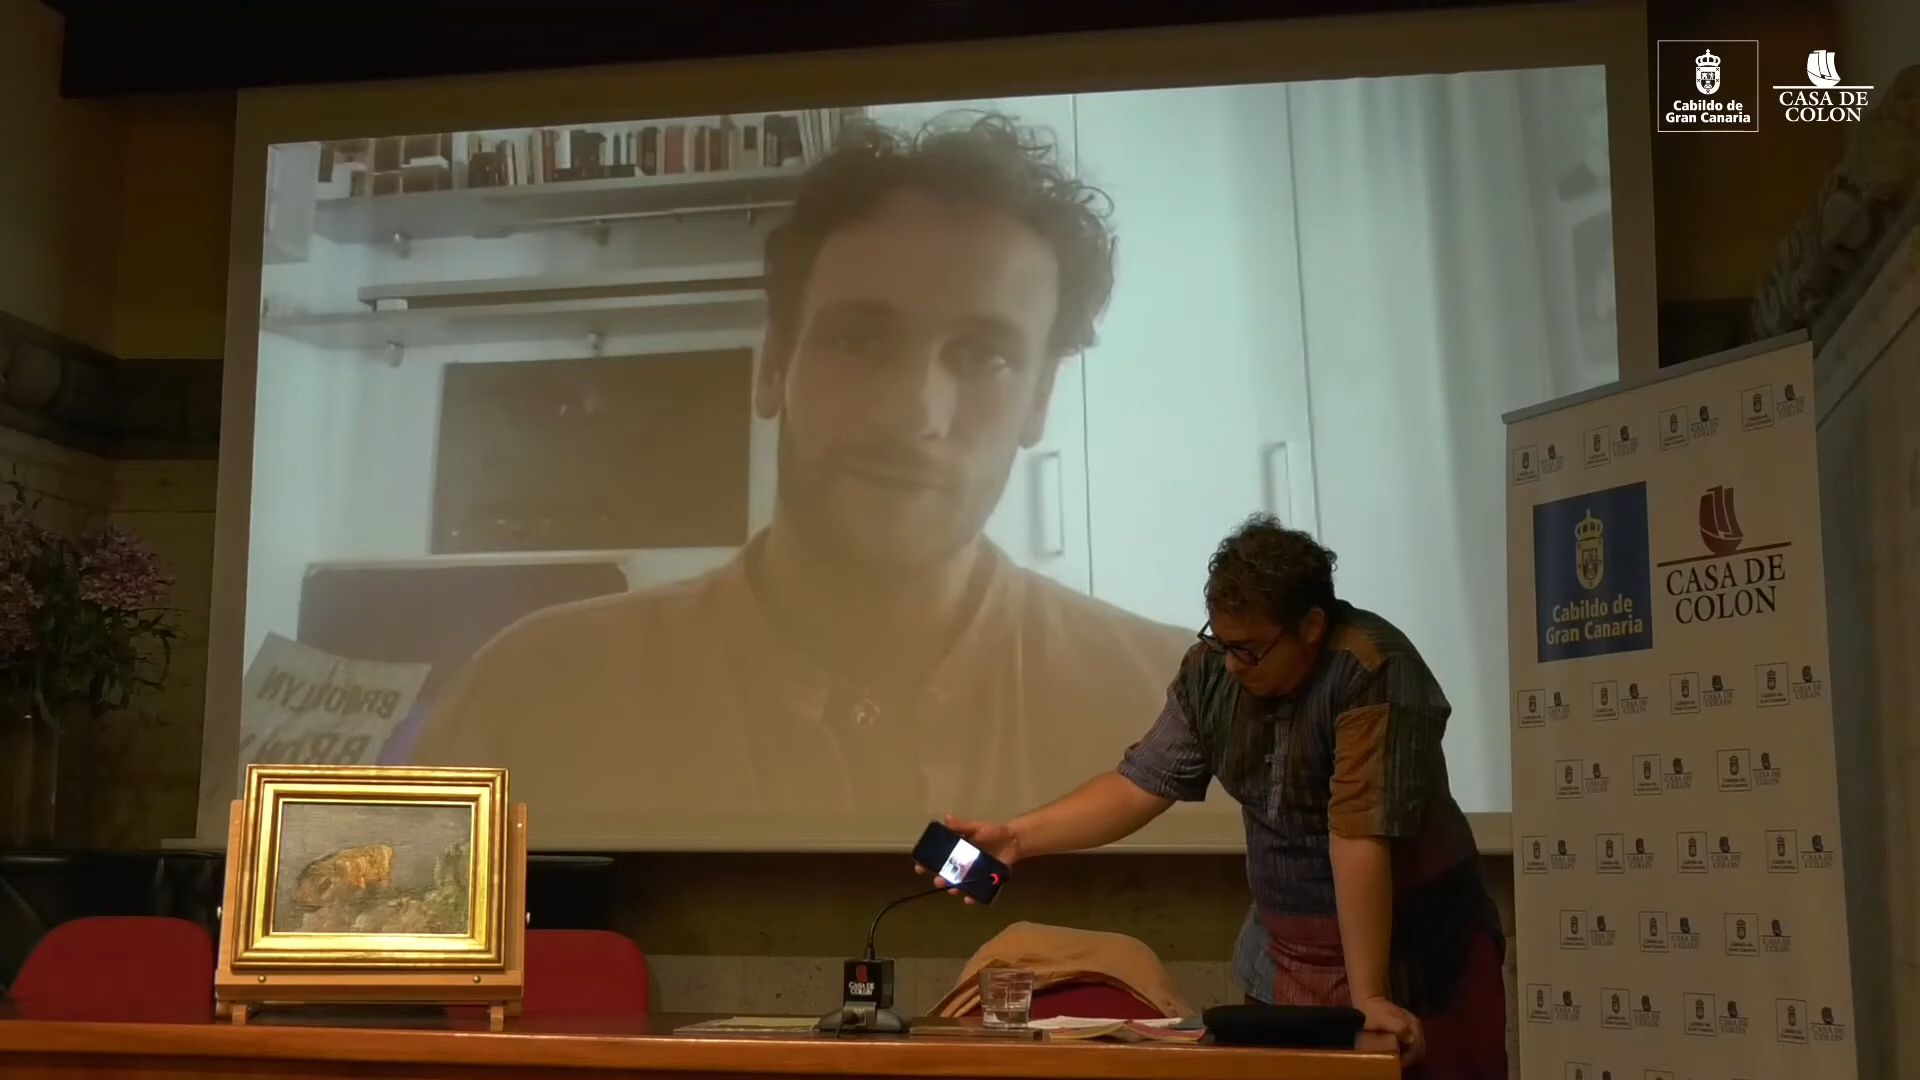 Cabildo de
Gran Canaria
CASA DE
COLON
Cabildo de
Gran Canaria
CASA DE
COLON
BROOKLYN
CASA DE
COLON